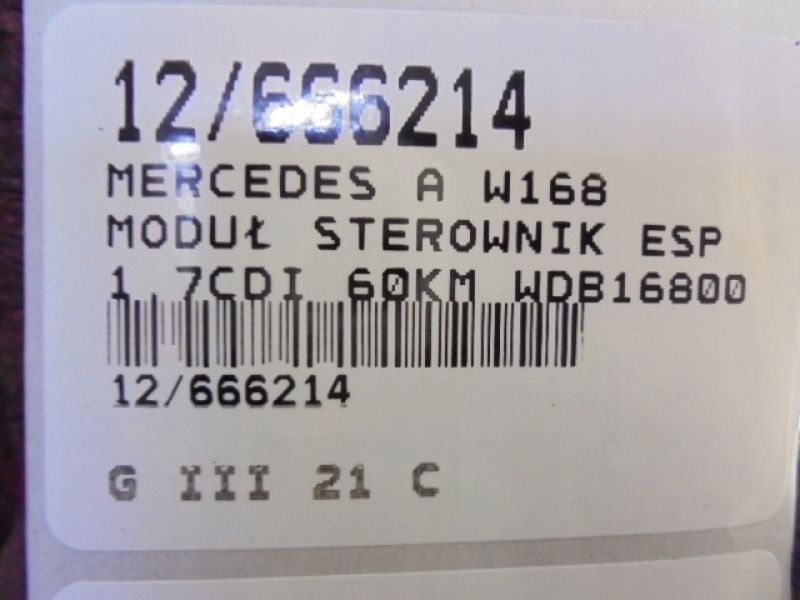 12/666214
MERCEDES A W168
MODUŁ STEROWNIK ESP
1.7CDI 60KM WDB16800
12/666214
G III 21 C